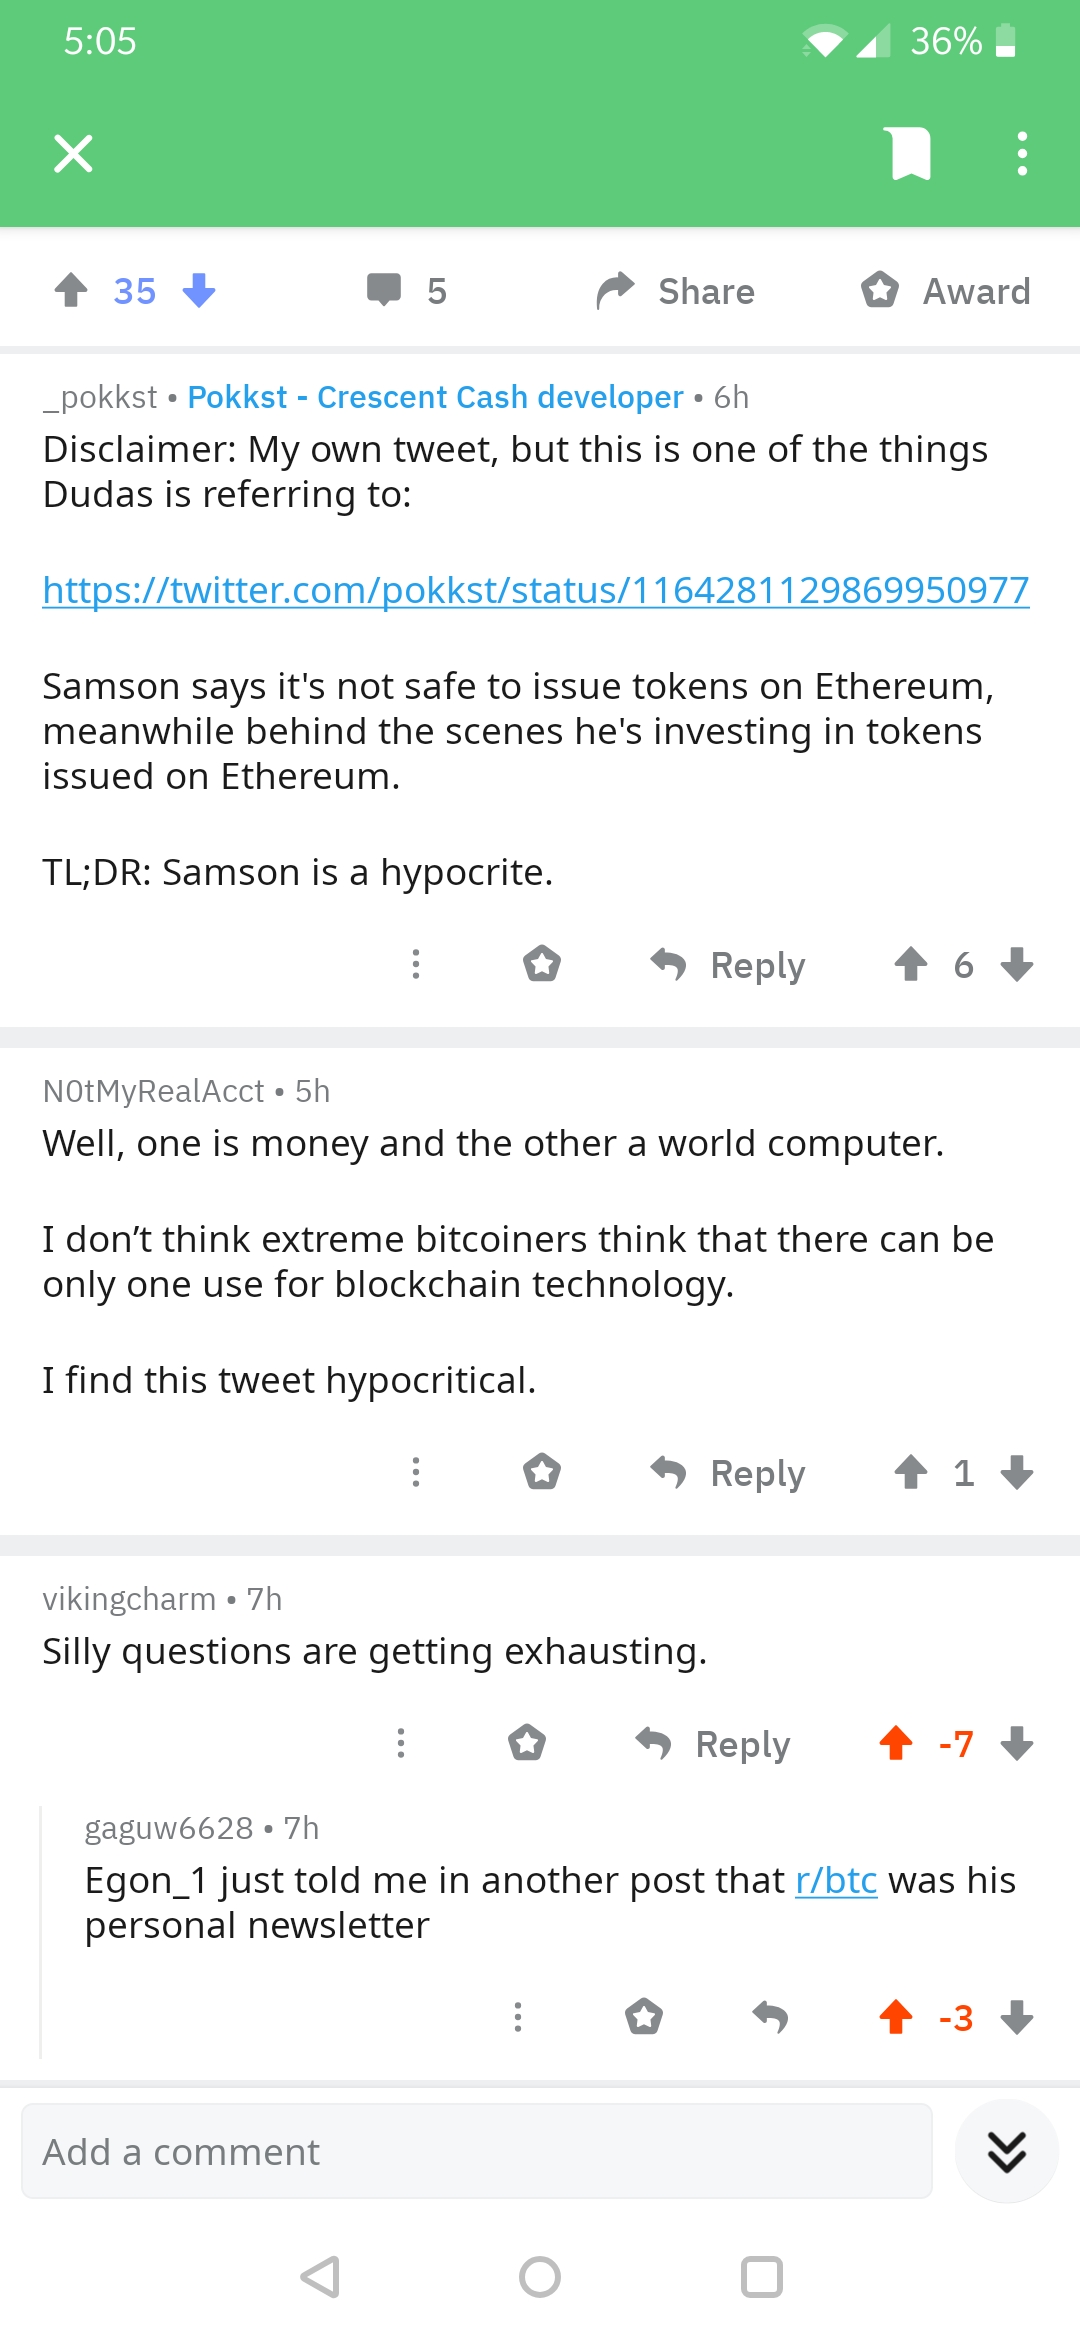 5:05
36%
35
5
Share
Award
_pokkst • Pokkst - Crescent Cash developer • 6h
Disclaimer: My own tweet, but this is one of the things
Dudas is referring to:
https://twitter.com/pokkst/status/1164281129869950977
Samson says it's not safe to issue tokens on Ethereum,
meanwhile behind the scenes he's investing in tokens
issued on Ethereum.
TL;DR: Samson is a hypocrite.
Reply
6
N0tMyRealAcct • 5h
Well, one is money and the other a world computer.
I don’t think extreme bitcoiners think that there can be
only one use for blockchain technology.
I find this tweet hypocritical.
Reply
1
vikingcharm • 7h
Silly questions are getting exhausting.
Reply
-7
gaguw6628 • 7h
Egon_1 just told me in another post that r/btc was his
personal newsletter
-3
Add a comment